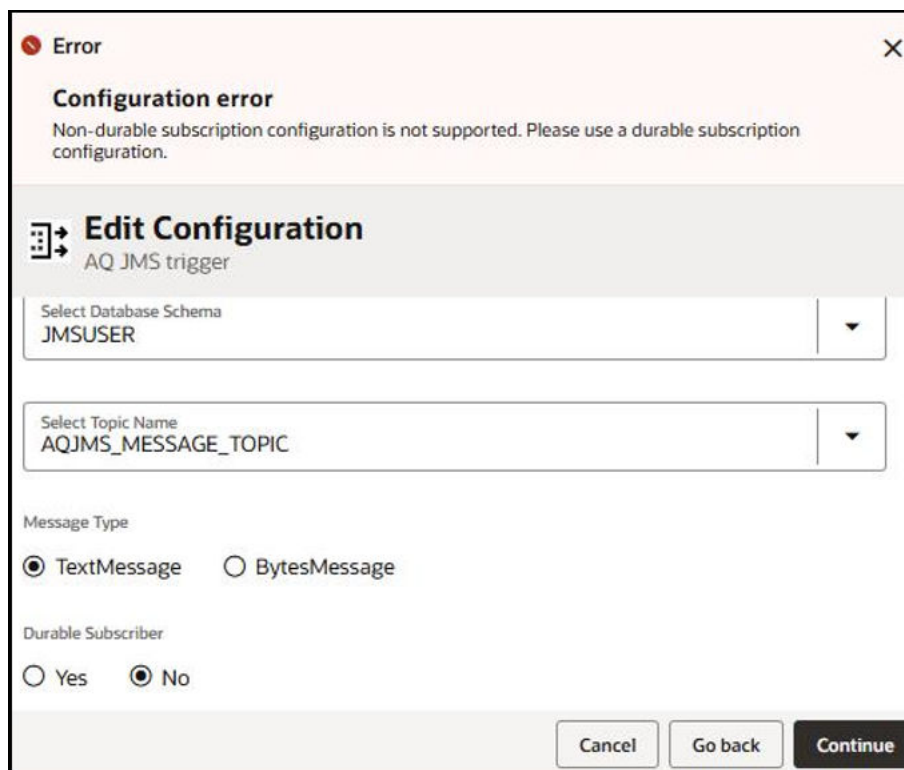 Error
Configuration error
Non-durable subscription configuration is not supported. Please use a durable subscription
configuration.
Edit Configuration
AQ JMS trigger
Select Database Schema
JMSUSER
Select Topic Name
AQJMS_MESSAGE_TOPIC
Message Type
TextMessage BytesMessage
Durable Subscriber
Yes No
Cancel Go back Continue